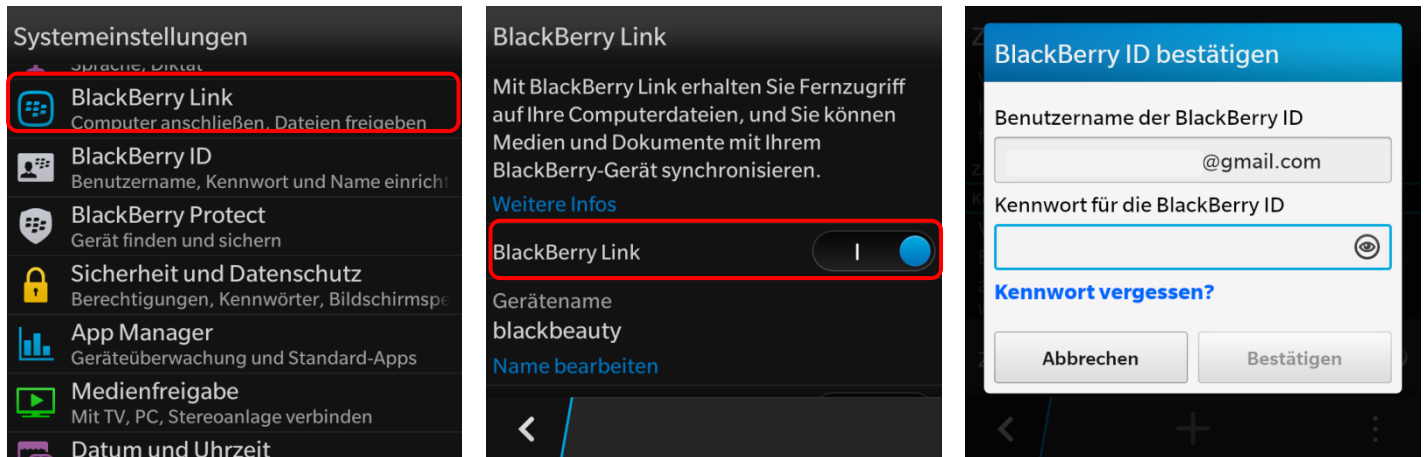 Systemeinstellungen
Sprache, Diktat
BlackBerry Link
Computer anschließen, Dateien freigeben
BlackBerry ID
Benutzername, Kennwort und Name einricht
BlackBerry Protect
Gerät finden und sichern
Sicherheit und Datenschutz
Berechtigungen, Kennwörter, Bildschirmspe
App Manager
Geräteüberwachung und Standard-Apps
Medienfreigabe
Mit TV, PC, Stereoanlage verbinden
Datum und Uhrzeit
BlackBerry Link
Mit BlackBerry Link erhalten Sie Fernzugriff
auf Ihre Computerdateien, und Sie können
Medien und Dokumente mit Ihrem
BlackBerry-Gerät synchronisieren.
Weitere Infos
BlackBerry Link
Gerätename
blackbeauty
Name bearbeiten
BlackBerry ID bestätigen
Benutzername der BlackBerry ID
@gmail.com
Kennwort für die BlackBerry ID
Kennwort vergessen?
Abbrechen
Bestätigen